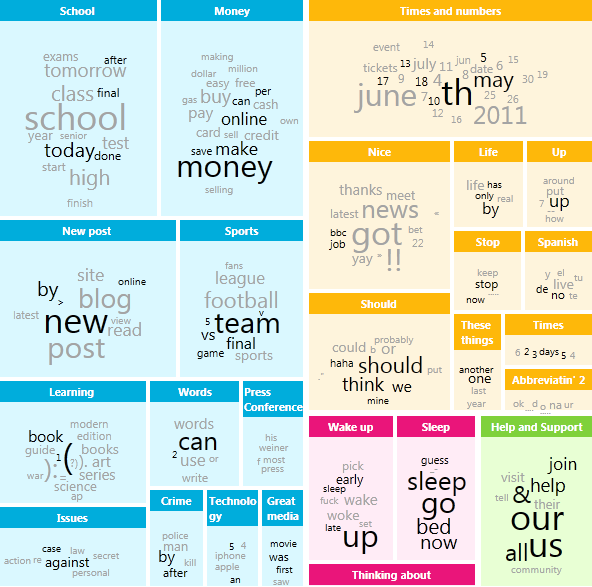 School
exams after
tomorrow
class final
school
year senior
test
today done
start
high
finish
Money
making
dollar million
easy free
gas buy can per
cash
pay online own
card sell credit
save make
money
selling
Times and numbers
event 14
tickets 13 july 11 jun 5 6 15
17 9 18 4 8 date may 30 19
june 7 10 th 25 26
12 16 2011
Nice
thanks meet
latest news «
bbc got bet
job 22
yay » !!
Life
life has
only real
by
Up
around
put
7 up
how
Stop
keep
stop
now
Spanish
y el tu
de live
no te
New post
site
by > online
blog
latest new view
read
post
Sports
fans
league
football
5 team v
vs final
game sports
Should
probably
could b or
haha should put
think we
mine
These things
another
one
last
year
Times
6 2 3 days 5 4
Abbreviatin' 2
ok d o na ur
Learning
modern
book edition
guide 1 ( books
(?)). art
war ): := series
science
ap
Words
words
can
2 use or
write
Press Conference
his
weiner
f most
press
Wake up
pick
early
sleep
fuck wake
woke
late set
up
Sleep
guess
sleep
go
bed
now
Help and Support
join
visit help
tell & their
our
all us
community
Issues
case law
action re against secret
personal
Crime
police
man
by kill
after
Technology
5 4
iphone
apple
an
Great media
movie
was
first
saw
Thinking about